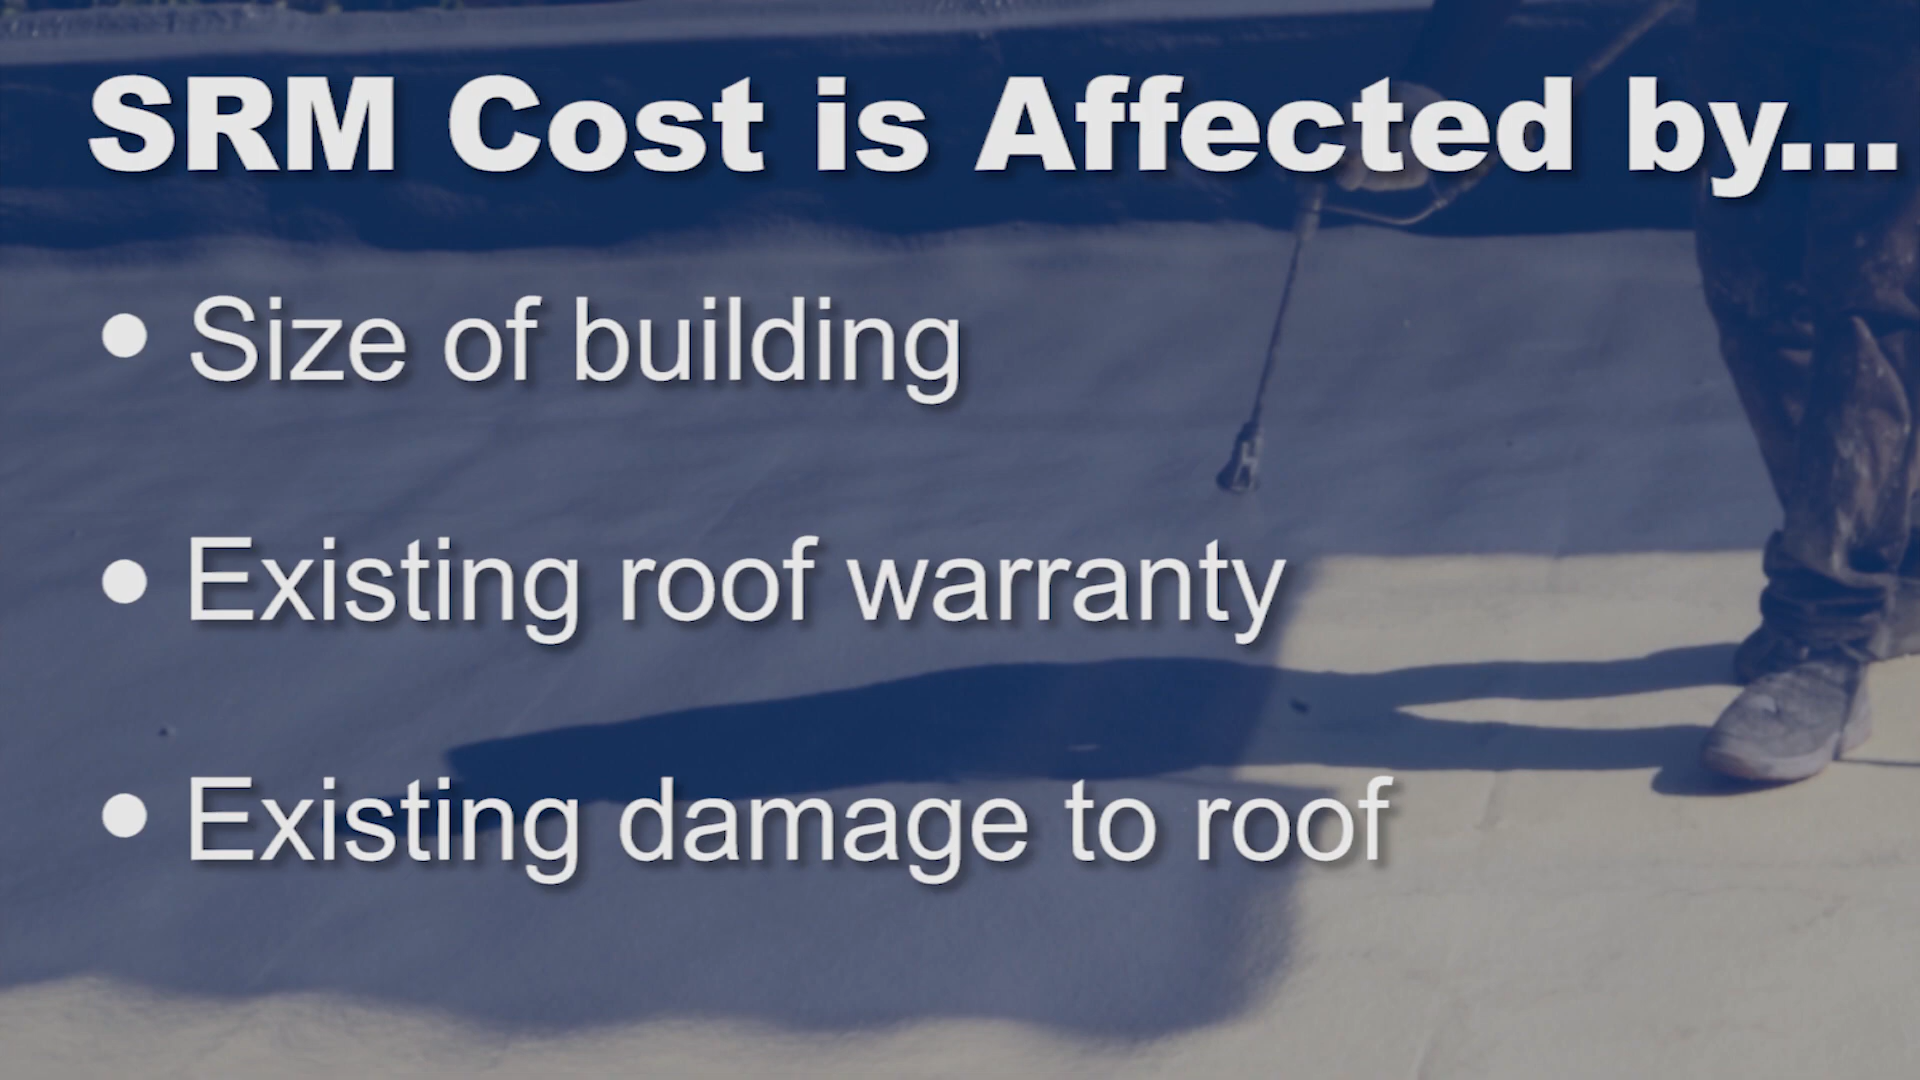 SRM Cost is Affected by...
• Size of building
• Existing roof warranty
• Existing damage to roof